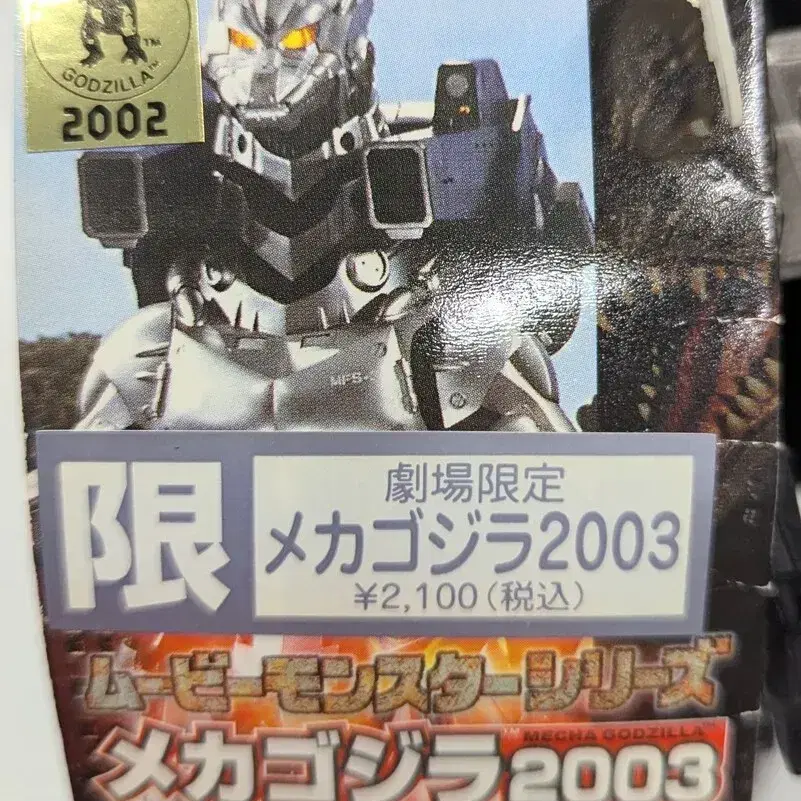 GODZILLA™
2002
MFS-
限
劇場限定
メカゴジラ2003
¥2,100(税込)
ムービーモンスターシリーズ
MECHA GODZILLA™
メカゴジラ2003